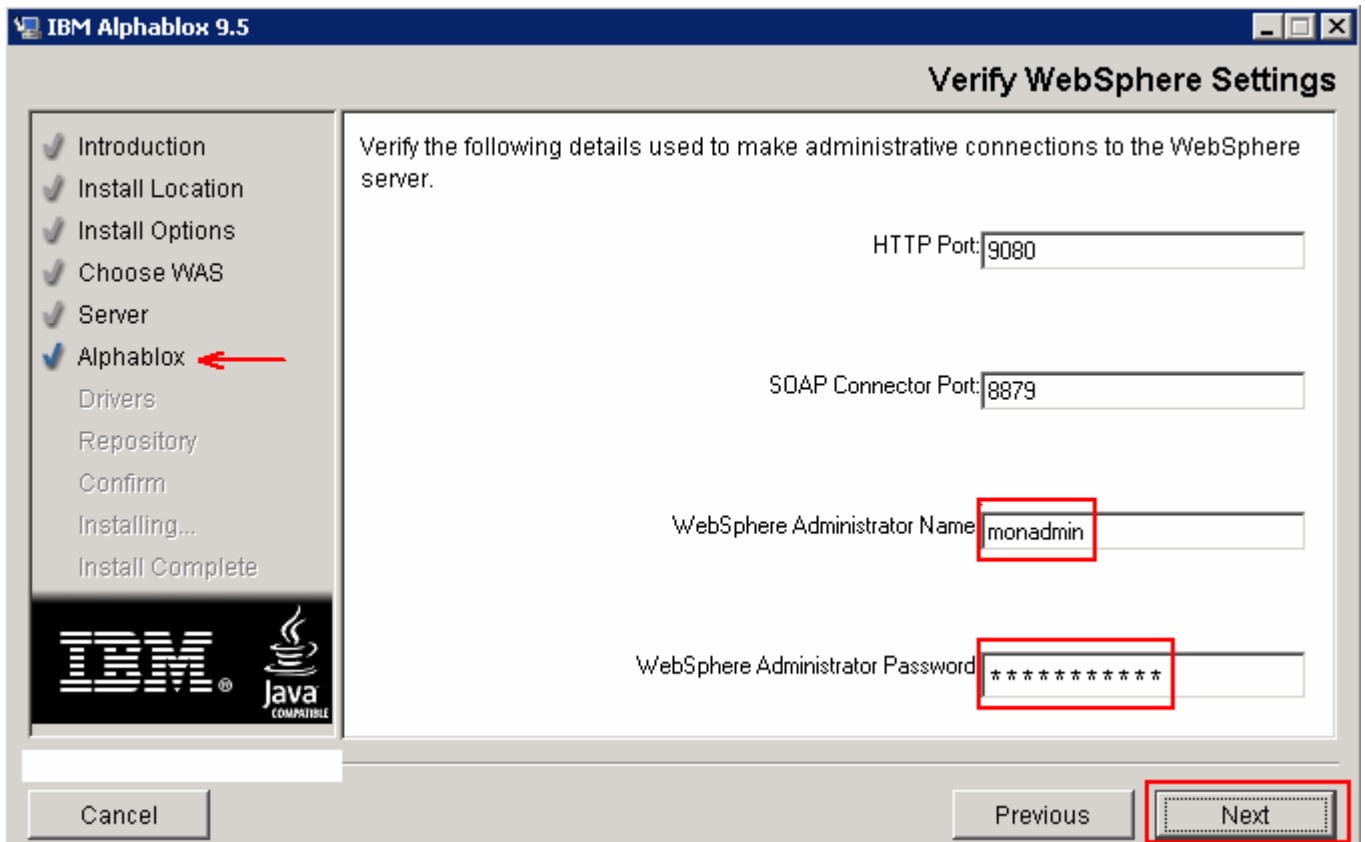 IBM Alphablox 9.5
Verify WebSphere Settings
Introduction
Install Location
Install Options
Choose WAS
Server
Alphablox
Drivers
Repository
Confirm
Installing...
Install Complete
IBM®
Java
COMPATIBLE
Verify the following details used to make administrative connections to the WebSphere
server.
HTTP Port: 9080
SOAP Connector Port: 8879
WebSphere Administrator Name monadmin
WebSphere Administrator Password ***********
Cancel
Previous
Next